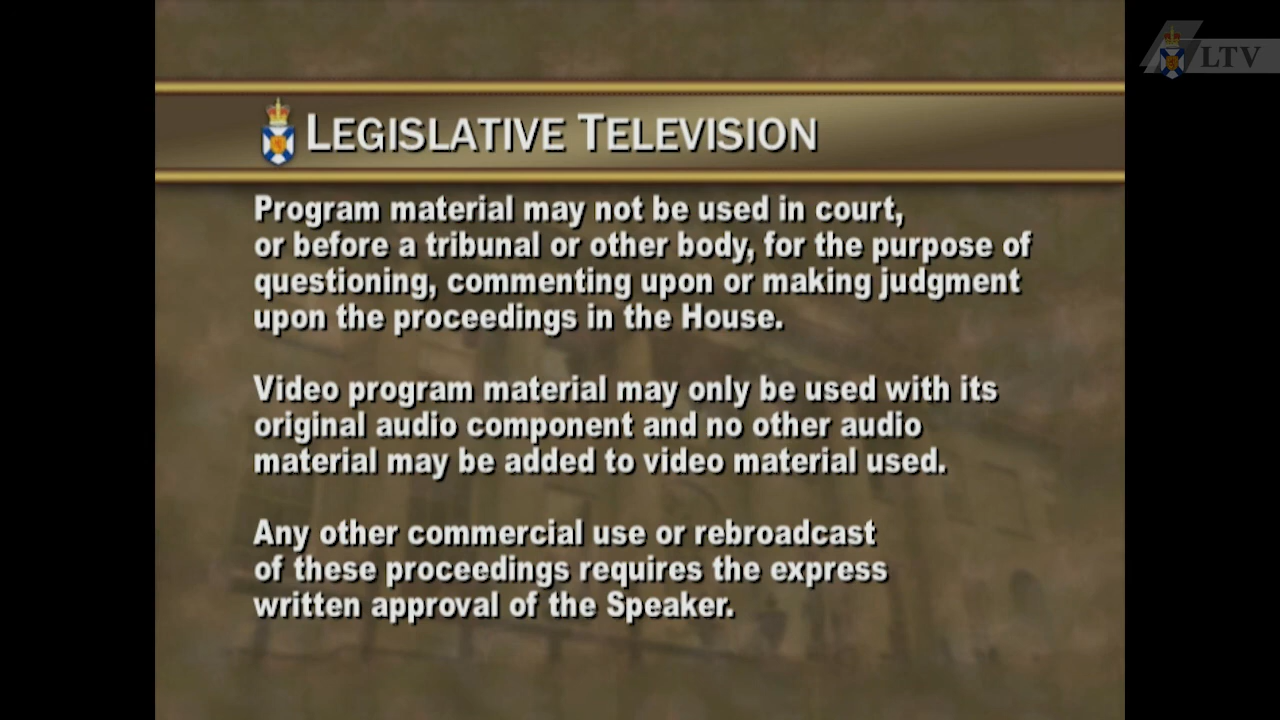 LTV
LEGISLATIVE TELEVISION
Program material may not be used in court,
or before a tribunal or other body, for the purpose of
questioning, commenting upon or making judgment
upon the proceedings in the House.
Video program material may only be used with its
original audio component and no other audio
material may be added to video material used.
Any other commercial use or rebroadcast
of these proceedings requires the express
written approval of the Speaker.